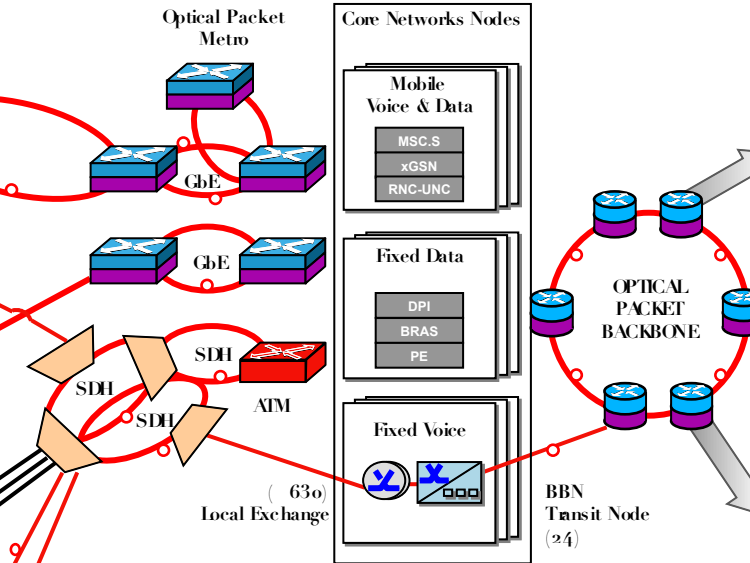 Optical Packet
Metro
Core Networks Nodes
Mobile
Voice & Data
MSC.S
xGSN
RNC-UNC
GbE
GbE
Fixed Data
DPI
BRAS
PE
OPTICAL
PACKET
BACKBONE
SDH
SDH
SDH
ATM
Fixed Voice
( 630)
Local Exchange
BBN
Transit Node
(24)